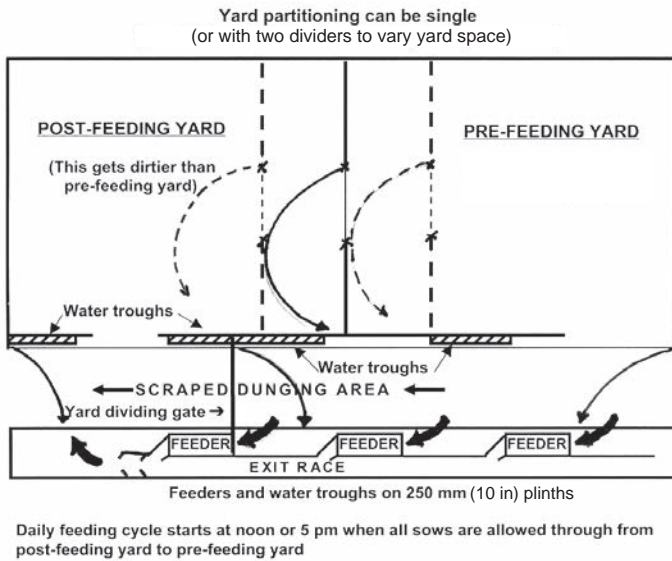 Yard partitioning can be single
(or with two dividers to vary yard space)
POST-FEEDING YARD
PRE-FEEDING YARD
(This gets dirtier than
pre-feeding yard)
Water troughs
Water troughs
SCRAPED DUNGING AREA
Yard dividing gate
FEEDER
FEEDER
FEEDER
EXIT RACE
Feeders and water troughs on 250 mm (10 in) plinths
Daily feeding cycle starts at noon or 5 pm when all sows are allowed through from
post-feeding yard to pre-feeding yard